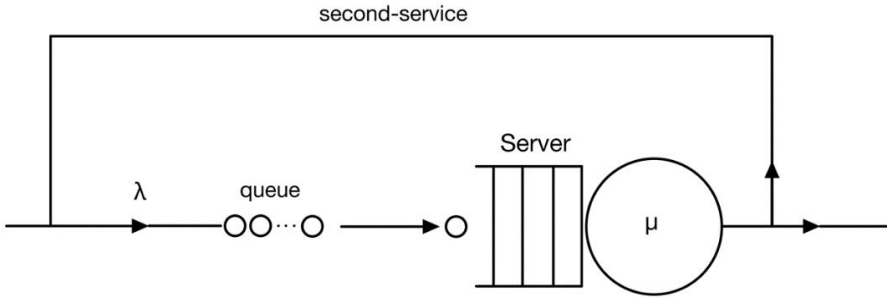 second-service
Server
λ
queue
μ